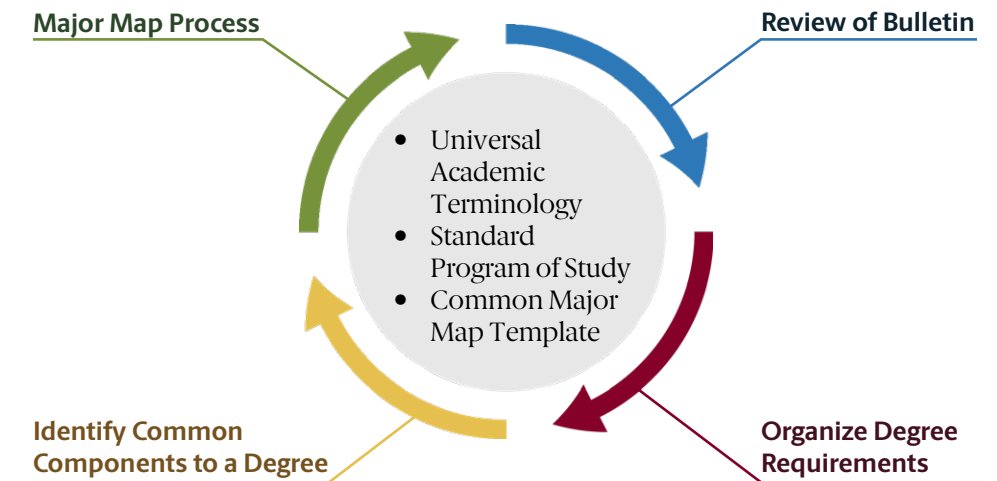 Major Map Process
Review of Bulletin
• Universal
Academic
Terminology
• Standard
Program of Study
• Common Major
Map Template
Identify Common
Components to a Degree
Organize Degree
Requirements